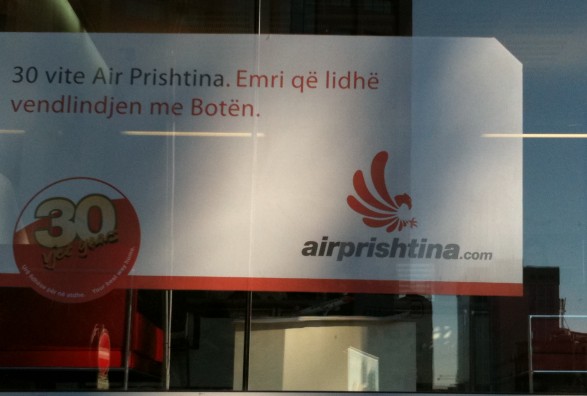 30 vite Air Prishtina. Emri që lidhë
vendlindjen me Botën.
30
airprishtina.com